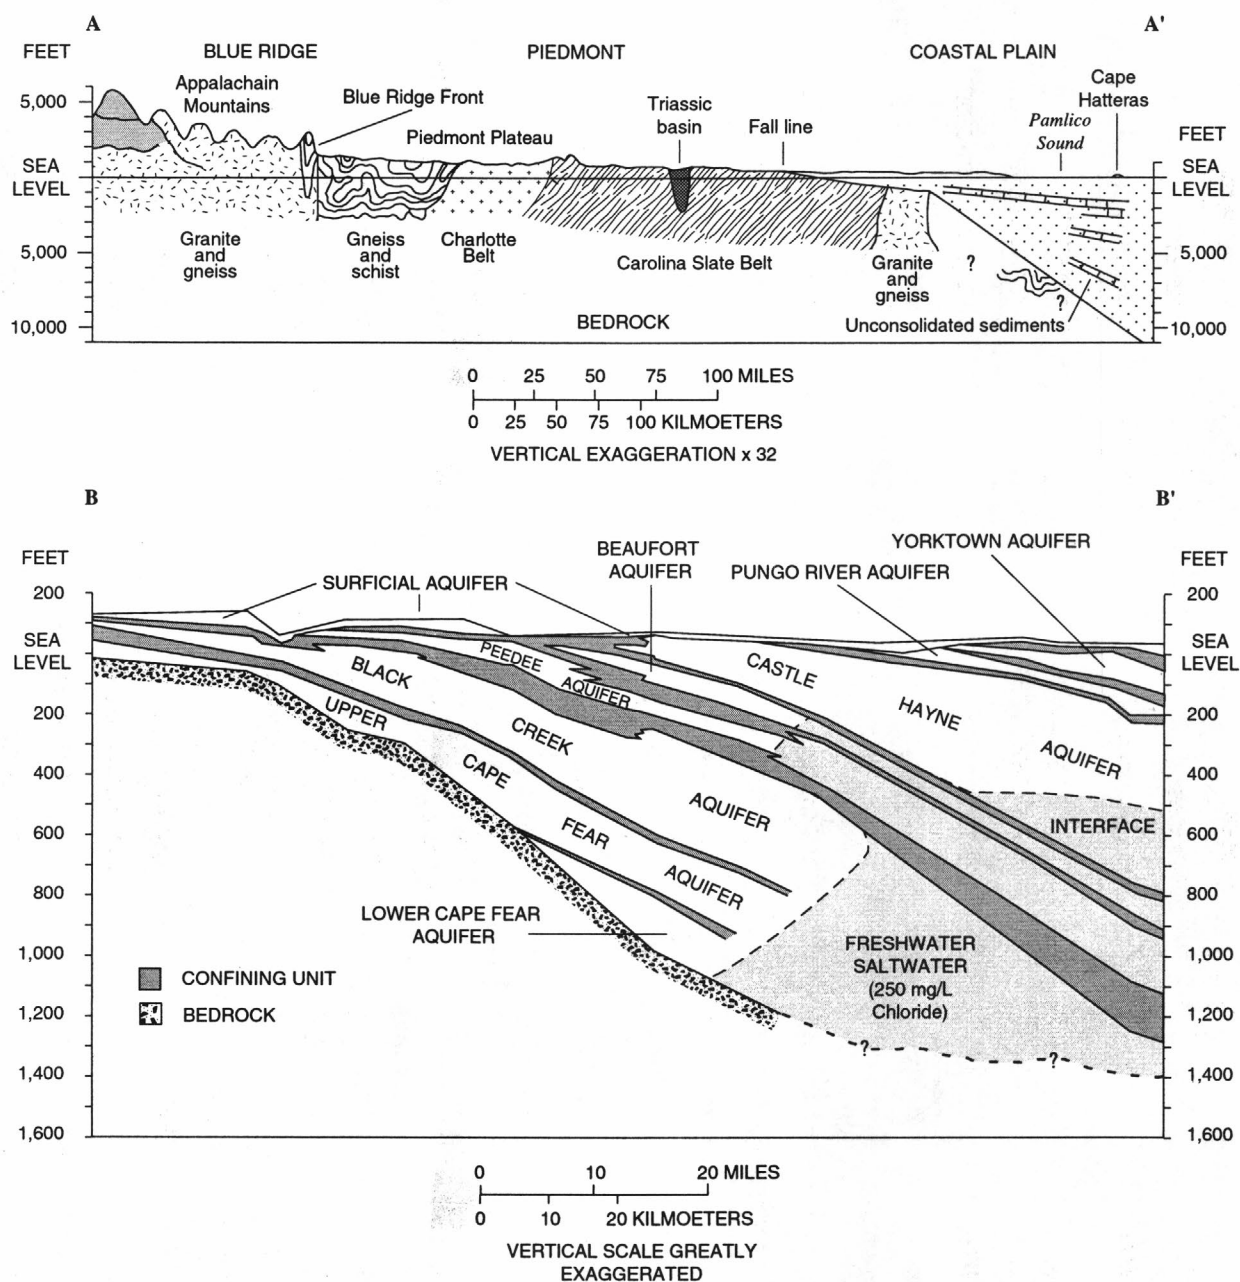 A A'
BLUE RIDGE PIEDMONT COASTAL PLAIN
FEET
Appalachain
Mountains
Blue Ridge Front
Piedmont Plateau
Triassic
basin
Fall line
Cape
Hatteras
Pamlico
Sound
FEET
5,000
SEA
LEVEL
5,000
10,000
SEA
LEVEL
5,000
10,000
Granite
and
gneiss
Gneiss
and
schist
Charlotte
Belt
Carolina Slate Belt
Granite
and
gneiss
?
?
Unconsolidated sediments
BEDROCK
0 25 50 75 100 MILES
0 25 50 75 100 KILMOETERS
VERTICAL EXAGGERATION x 32
B B'
FEET
200
SEA
LEVEL
200
400
600
800
1,000
1,200
1,400
1,600
SURFICIAL AQUIFER
BEAUFORT
AQUIFER
PUNGO RIVER AQUIFER
YORKTOWN AQUIFER
FEET
200
SEA
LEVEL
200
400
600
800
1,000
1,200
1,400
1,600
PEEDEE
AQUIFER
CASTLE
HAYNE
AQUIFER
BLACK
CREEK
AQUIFER
UPPER
CAPE
FEAR
AQUIFER
INTERFACE
LOWER CAPE FEAR
AQUIFER
FRESHWATER
SALTWATER
(250 mg/L
Chloride)
?
?
CONFINING UNIT
BEDROCK
0 10 20 MILES
0 10 20 KILMOETERS
VERTICAL SCALE GREATLY
EXAGGERATED